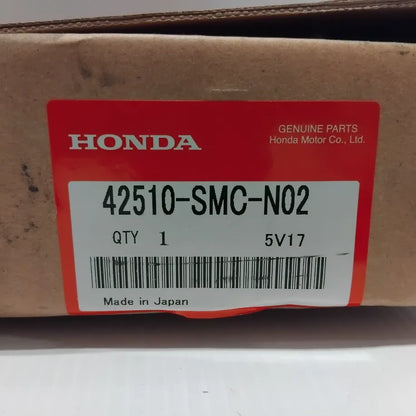 HONDA
GENUINE PARTS
Honda Motor Co., Ltd.
42510-SMC-N02
QTY 1 5V17
Made in Japan